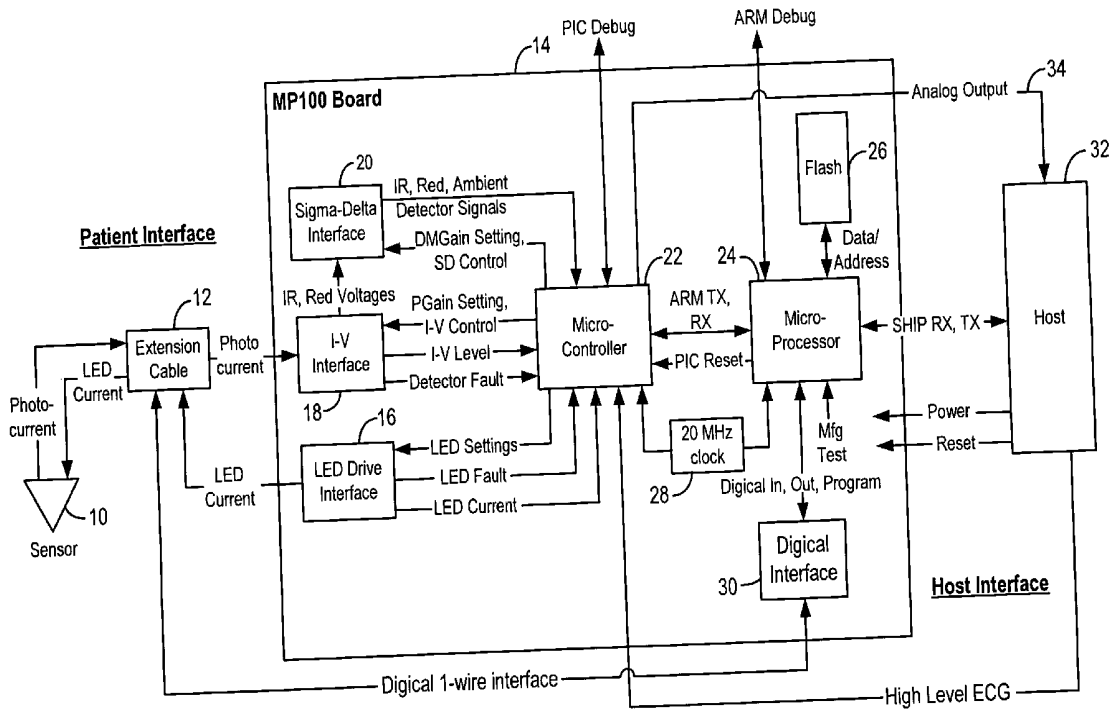 PIC Debug
ARM Debug
14
34
MP100 Board
Analog Output
32
20
Flash
26
IR, Red, Ambient
Detector Signals
Sigma-Delta
Interface
Patient Interface
DMGain Setting,
SD Control
22
24
Data/
Address
IR, Red Voltages
PGain Setting,
I-V Control
12
ARM TX,
RX
Micro-
Controller
Micro-
Processor
SHIP RX, TX
Host
Extension
Cable
Photo
current
I-V
Interface
I-V Level
PIC Reset
LED
Current
Detector Fault
18
Photo-
current
16
Power
LED Settings
20 MHz
clock
Mfg
Test
Reset
LED
Current
LED Drive
Interface
LED Fault
28
Digical In, Out, Program
10
LED Current
Sensor
Digical
Interface
30
Host Interface
Digical 1-wire interface
High Level ECG